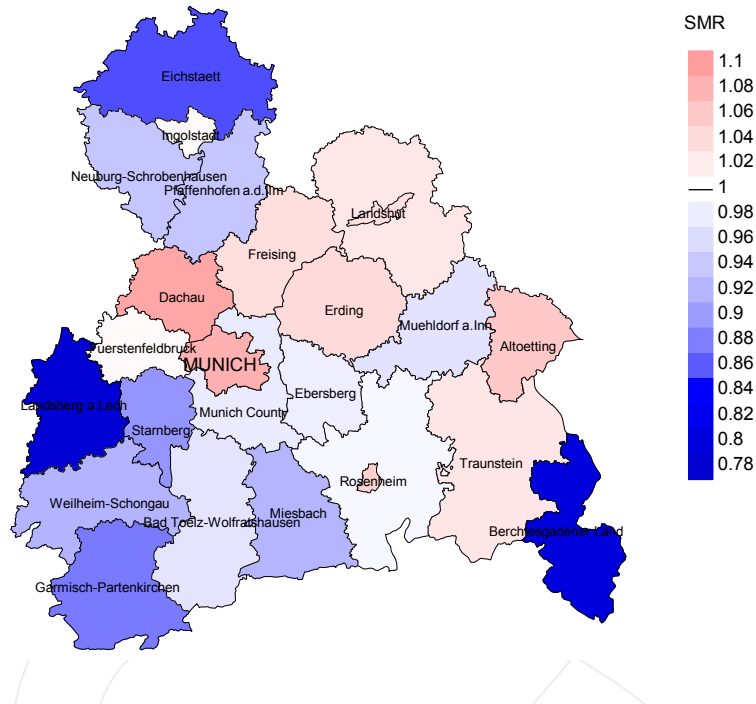 SMR
1.1
1.08
1.06
1.04
1.02
1
0.98
0.96
0.94
0.92
0.9
0.88
0.86
0.84
0.82
0.8
0.78
Eichstaett
Ingolstadt
Neuburg-Schrobenhausen
Pfaffenhofen a.d.Ilm
Landshut
Freising
Dachau
Erding
Muehldorf a.Inn
Altoetting
Fuerstenfeldbruck
MUNICH
Ebersberg
Landsberg a.Lech
Munich County
Starnberg
Traunstein
Rosenheim
Weilheim-Schongau
Miesbach
Bad Toelz-Wolfratshausen
Berchtesgadener Land
Garmisch-Partenkirchen